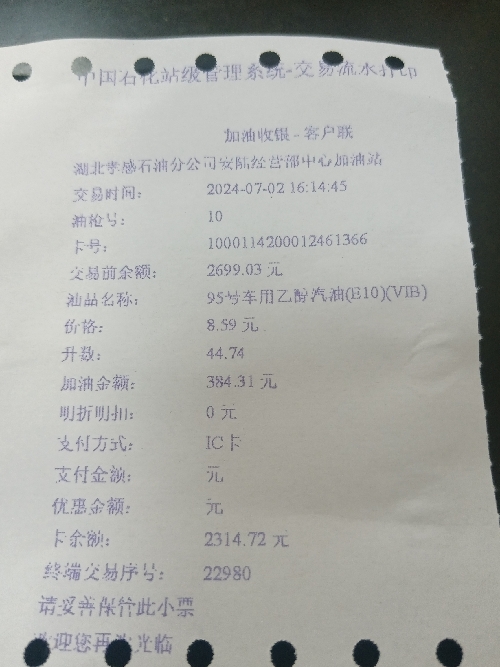 中国石化站级管理系统-交易流水打印
加油收银 - 客户联
湖北孝感石油分公司安陆经营部中心加油站
交易时间: 2024-07-02 16:14:45
油枪号: 10
卡号: 1000114200012461366
交易前余额: 2699.03 元
油品名称: 95号车用乙醇汽油(E10)(VIB)
价格: 8.59 元
升数: 44.74
加油金额: 384.31 元
明折明扣: 0 元
支付方式: IC卡
支付金额: 元
优惠金额: 元
卡余额: 2314.72 元
终端交易序号: 22980
请妥善保管此小票
欢迎您再次光临